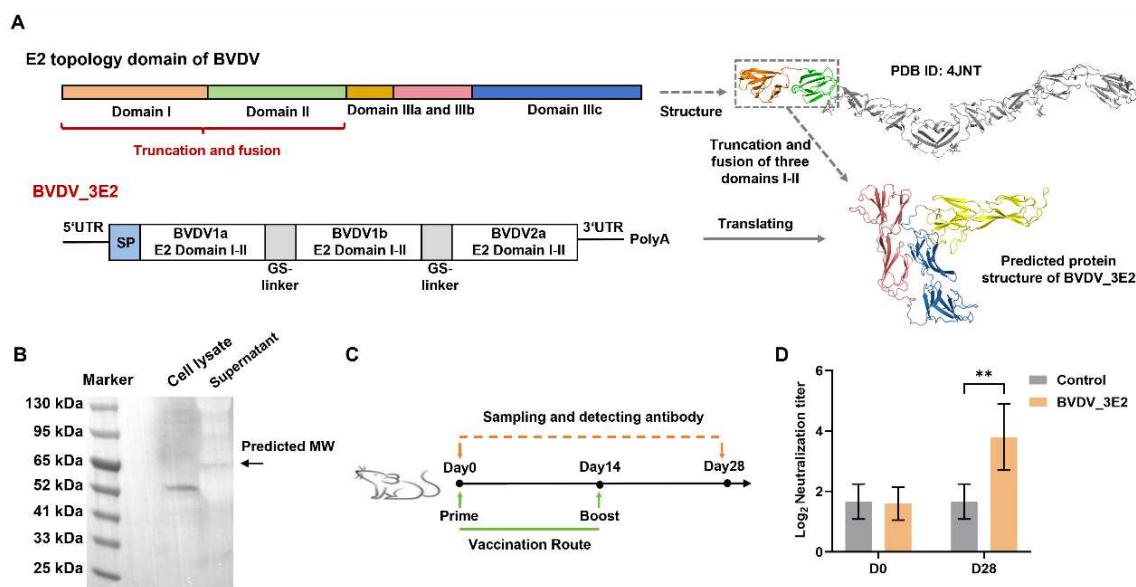 A
E2 topology domain of BVDV
Domain I
Domain II
Domain IIIa and IIIb
Domain IIIc
Truncation and fusion
Structure
PDB ID: 4JNT
Truncation and
fusion of three
domains I-II
BVDV_3E2
5'UTR
SP
BVDV1a
E2 Domain I-II
GS-
linker
BVDV1b
E2 Domain I-II
GS-
linker
BVDV2a
E2 Domain I-II
3'UTR
PolyA
Translating
Predicted protein
structure of BVDV_3E2
B
Marker
Cell lysate
Supernatant
130 kDa
95 kDa
65 kDa
52 kDa
41 kDa
33 kDa
25 kDa
Predicted MW
C
Sampling and detecting antibody
Day0
Day14
Day28
Prime
Boost
Vaccination Route
D
Log2 Neutralization titer
6
4
2
0
**
D0
D28
Control
BVDV_3E2